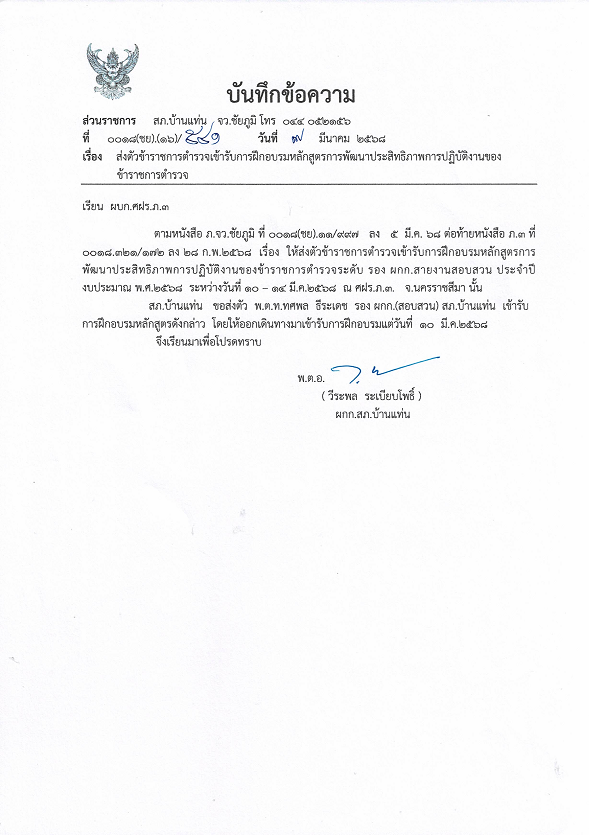 บันทึกข้อความ
ส่วนราชการ สภ.บ้านแท่น จว.ชัยภูมิ โทร ๐๔๔ ๐๕๒๑๕๖
ที่ ๐๐๑๘(ชย).(๑๖)/ วันที่ ๗ มีนาคม ๒๕๖๘
เรื่อง ส่งตัวข้าราชการตำรวจเข้ารับการฝึกอบรมหลักสูตรการพัฒนาประสิทธิภาพการปฏิบัติงานของ
ข้าราชการตำรวจ
เรียน ผบก.ศฝร.ภ.๓
ตามหนังสือ ภ.จว.ชัยภูมิ ที่ ๐๐๑๘(ชย).๑๑/๙๙๗ ลง ๕ มี.ค. ๖๘ ต่อท้ายหนังสือ ภ.๓ ที่
๐๐๑๘.๓๒๑/๑๗๒ ลง ๒๘ ก.พ.๒๕๖๘ เรื่อง ให้ส่งตัวข้าราชการตำรวจเข้ารับการฝึกอบรมหลักสูตรการ
พัฒนาประสิทธิภาพการปฏิบัติงานของข้าราชการตำรวจระดับ รอง ผกก.สายงานสอบสวน ประจำปี
งบประมาณ พ.ศ.๒๕๖๘ ระหว่างวันที่ ๑๐ – ๑๔ มี.ค.๒๕๖๘ ณ ศฝร.ภ.๓. จ.นครราชสีมา นั้น
สภ.บ้านแท่น ขอส่งตัว พ.ต.ท.ทศพล ธีระเดช รอง ผกก.(สอบสวน) สภ.บ้านแท่น เข้ารับ
การฝึกอบรมหลักสูตรดังกล่าว โดยให้ออกเดินทางมาเข้ารับการฝึกอบรมแต่วันที่ ๑๐ มี.ค.๒๕๖๘
จึงเรียนมาเพื่อโปรดทราบ
พ.ต.อ.
( วีระพล ระเบียบโพธิ์ )
ผกก.สภ.บ้านแท่น